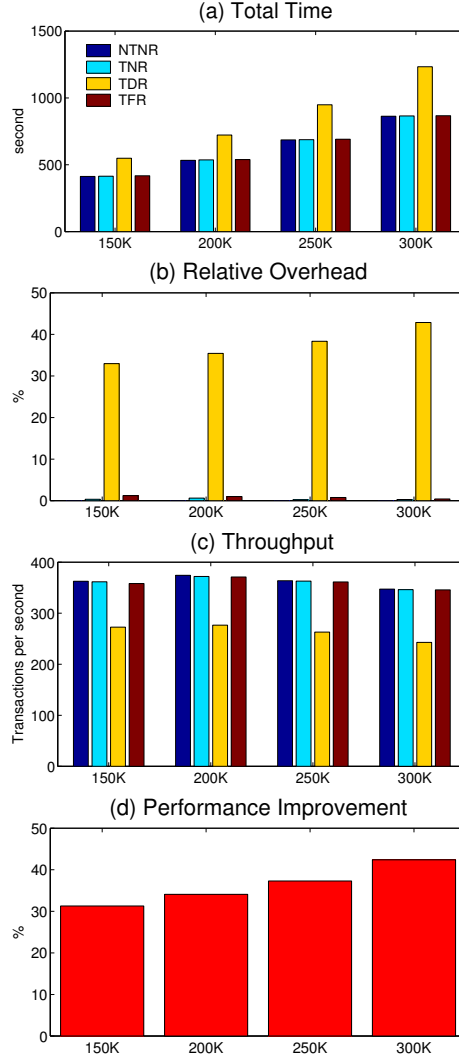 (a) Total Time
1500
1000
500
0
second
NTNR
TNR
TDR
TFR
150K 200K 250K 300K
(b) Relative Overhead
50
40
30
20
10
0
%
150K 200K 250K 300K
(c) Throughput
400
300
200
100
0
Transactions per second
150K 200K 250K 300K
(d) Performance Improvement
50
40
30
20
10
0
%
150K 200K 250K 300K